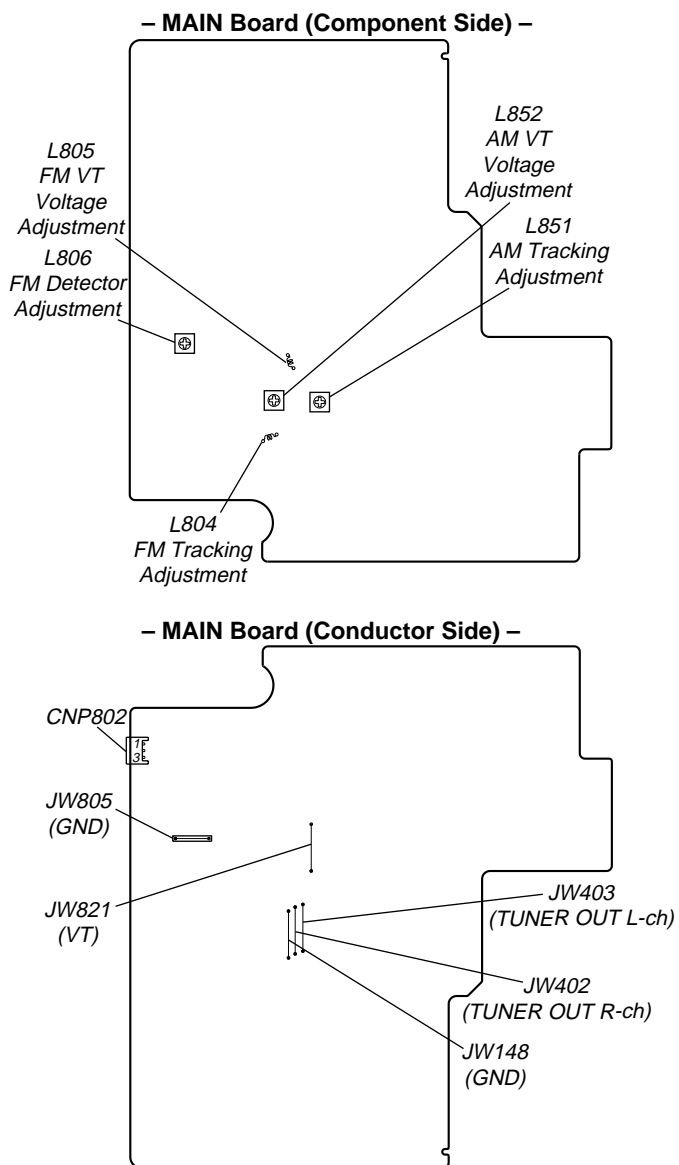 – MAIN Board (Component Side) –
L805
FM VT
Voltage
Adjustment
L806
FM Detector
Adjustment
L852
AM VT
Voltage
Adjustment
L851
AM Tracking
Adjustment
L804
FM Tracking
Adjustment
– MAIN Board (Conductor Side) –
CNP802
1
3
JW805
(GND)
JW821
(VT)
JW403
(TUNER OUT L-ch)
JW402
(TUNER OUT R-ch)
JW148
(GND)